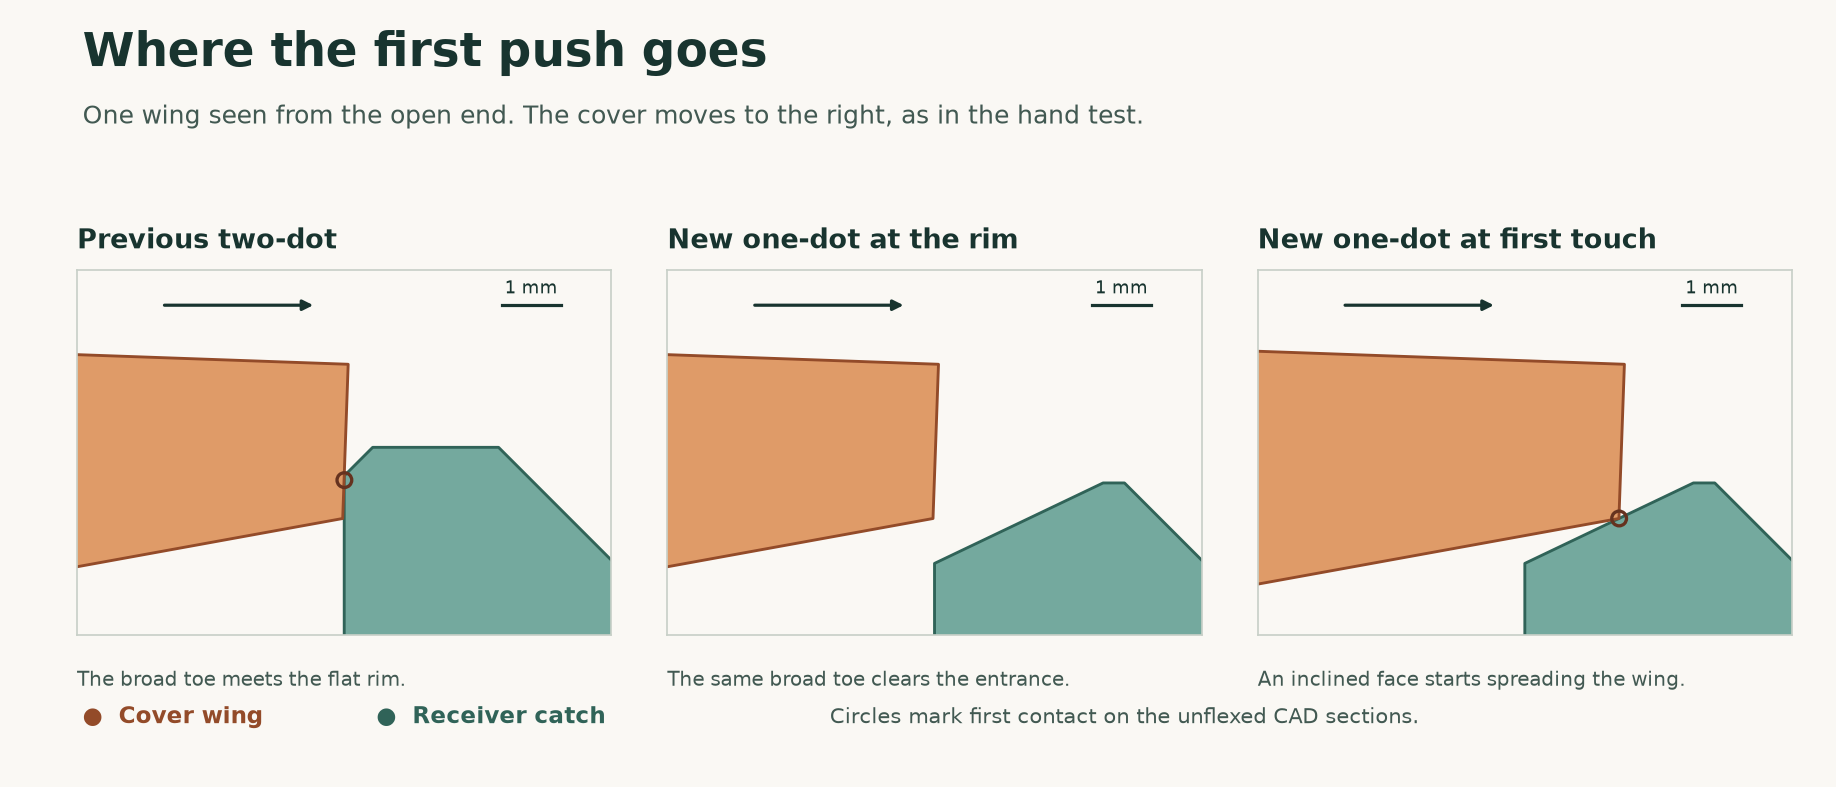 Where the first push goes
One wing seen from the open end. The cover moves to the right, as in the hand test.
Previous two-dot
1 mm
The broad toe meets the flat rim.
New one-dot at the rim
1 mm
The same broad toe clears the entrance.
New one-dot at first touch
1 mm
An inclined face starts spreading the wing.
Cover wing
Receiver catch
Circles mark first contact on the unflexed CAD sections.